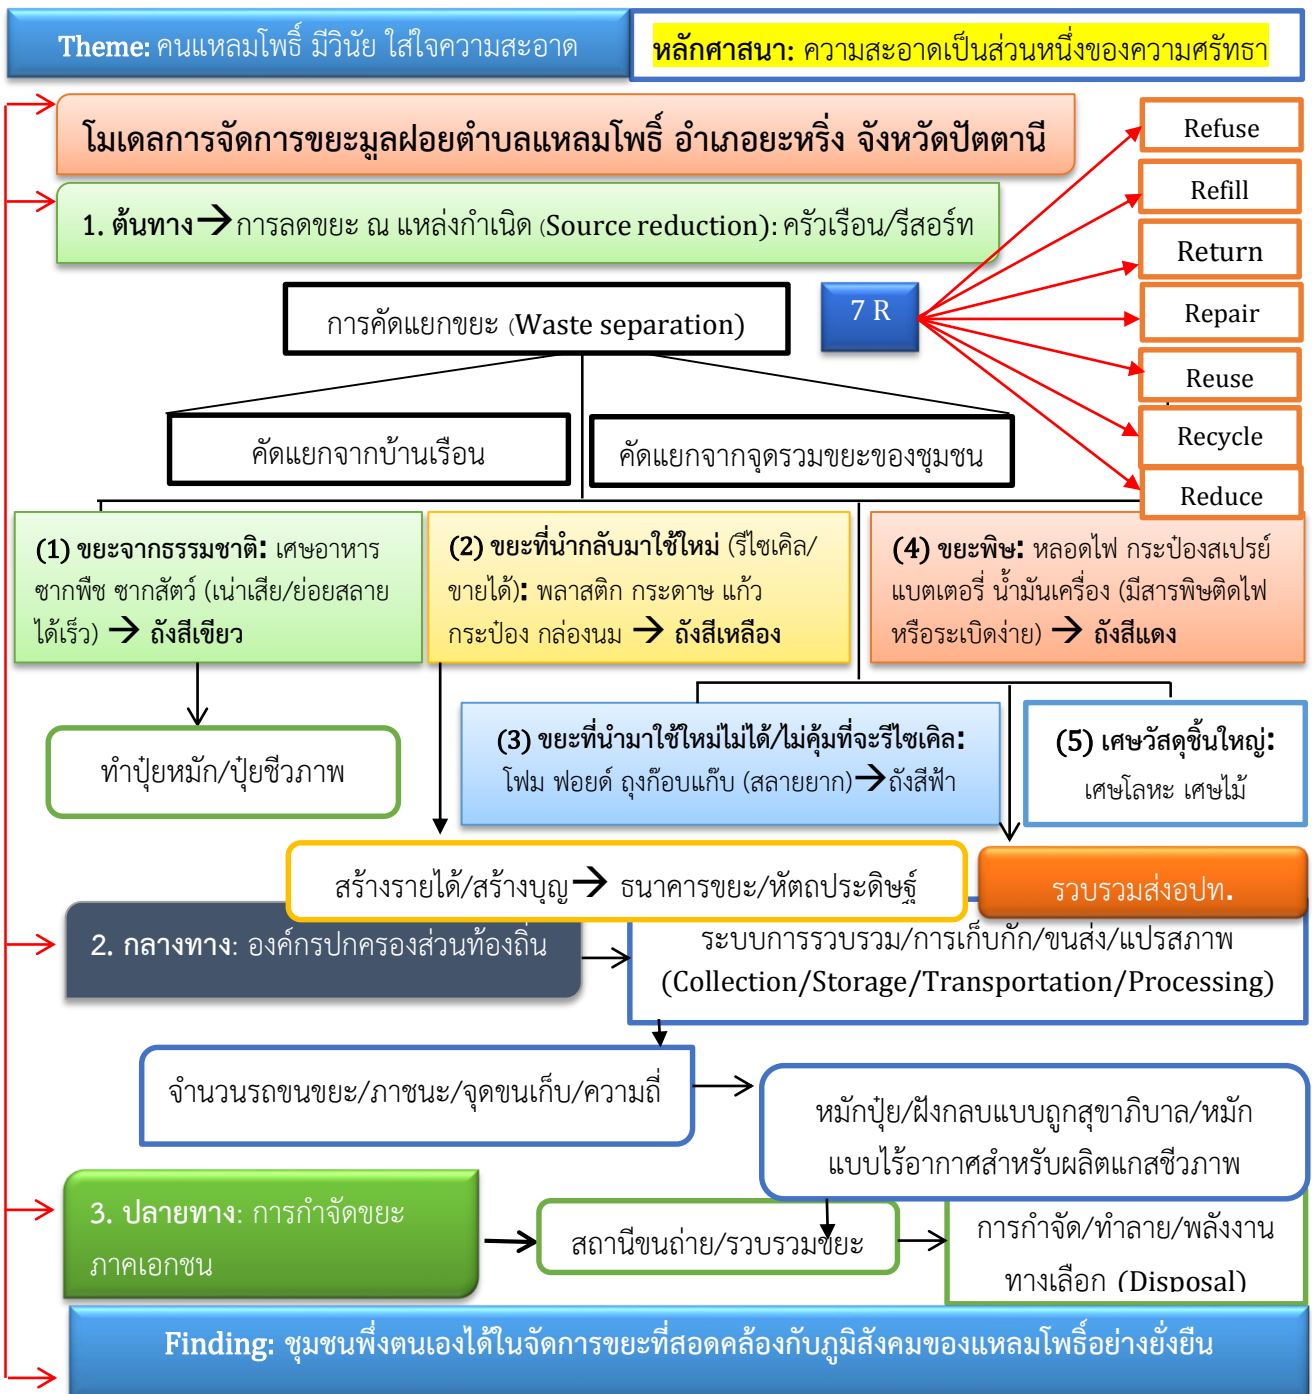 Theme: คนแหลมโพธิ์ มีวินัย ใส่ใจความสะอาด
หลักศาสนา: ความสะอาดเป็นส่วนหนึ่งของความศรัทธา
โมเดลการจัดการขยะมูลฝอยตำบลแหลมโพธิ์ อำเภอยะหริ่ง จังหวัดปัตตานี
1. ต้นทาง→การลดขยะ ณ แหล่งกำเนิด (Source reduction): ครัวเรือน/รีสอร์ท
7 R
Refuse
Refill
Return
Repair
Reuse
Recycle
Reduce
การคัดแยกขยะ (Waste separation)
คัดแยกจากบ้านเรือน
คัดแยกจากจุดรวมขยะของชุมชน
(1) ขยะจากธรรมชาติ: เศษอาหาร
ซากพืช ซากสัตว์ (เน่าเสีย/ย่อยสลาย
ได้เร็ว) → ถังสีเขียว
(2) ขยะที่นำกลับมาใช้ใหม่ (รีไซเคิล/
ขายได้): พลาสติก กระดาษ แก้ว
กระป๋อง กล่องนม → ถังสีเหลือง
(4) ขยะพิษ: หลอดไฟ กระป๋องสเปรย์
แบตเตอรี่ น้ำมันเครื่อง (มีสารพิษติดไฟ
หรือระเบิดง่าย) → ถังสีแดง
ทำปุ๋ยหมัก/ปุ๋ยชีวภาพ
(3) ขยะที่นำมาใช้ใหม่ไม่ได้/ไม่คุ้มที่จะรีไซเคิล:
โฟม ฟอยด์ ถุงก๊อบแก๊บ (สลายยาก)→ถังสีฟ้า
(5) เศษวัสดุชิ้นใหญ่:
เศษโลหะ เศษไม้
สร้างรายได้/สร้างบุญ→ ธนาคารขยะ/หัตถประดิษฐ์
รวบรวมส่งอปท.
2. กลางทาง: องค์กรปกครองส่วนท้องถิ่น
ระบบการรวบรวม/การเก็บกัก/ขนส่ง/แปรสภาพ
(Collection/Storage/Transportation/Processing)
จำนวนรถขนขยะ/ภาชนะ/จุดขนเก็บ/ความถี่
หมักปุ๋ย/ฝังกลบแบบถูกสุขาภิบาล/หมัก
แบบไร้อากาศสำหรับผลิตแกสชีวภาพ
3. ปลายทาง: การกำจัดขยะ
ภาคเอกชน
สถานีขนถ่าย/รวบรวมขยะ
การกำจัด/ทำลาย/พลังงาน
ทางเลือก (Disposal)
Finding: ชุมชนพึ่งตนเองได้ในจัดการขยะที่สอดคล้องกับภูมิสังคมของแหลมโพธิ์อย่างยั่งยืน